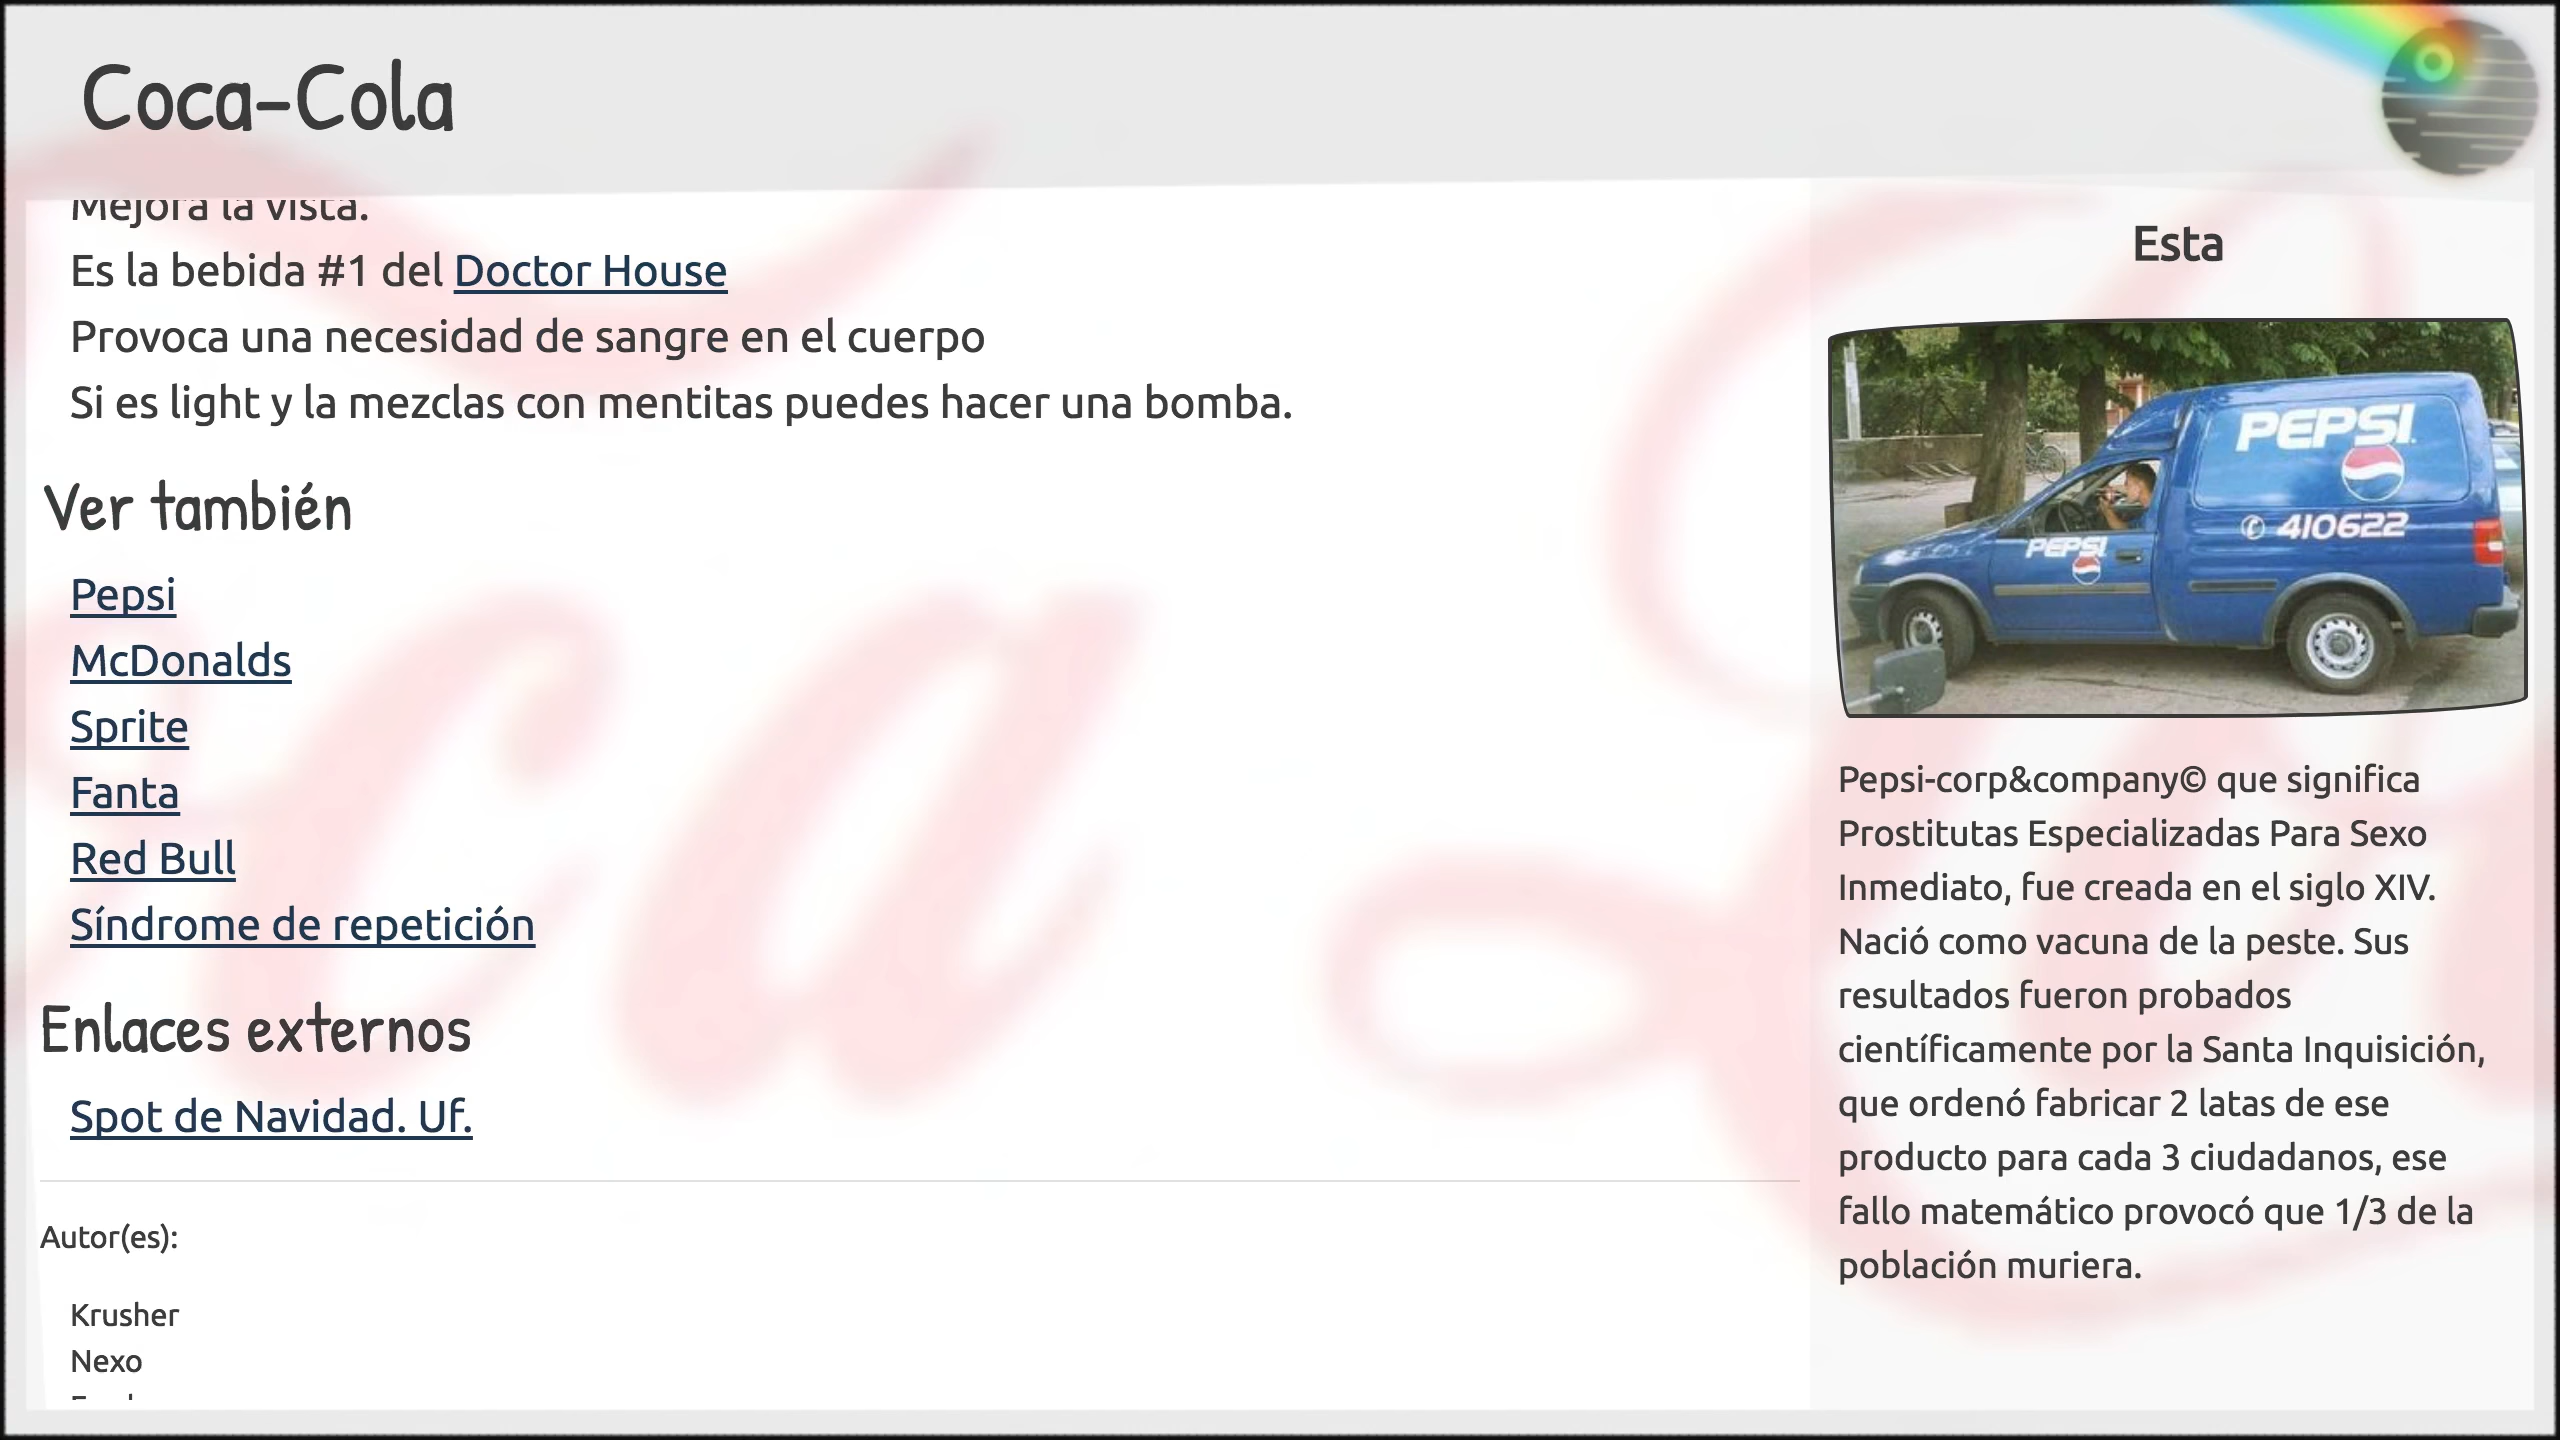 Coca-Cola
Mejora la vista.
Es la bebida #1 del Doctor House
Provoca una necesidad de sangre en el cuerpo
Si es light y la mezclas con mentitas puedes hacer una bomba.
Ver también
Pepsi
McDonalds
Sprite
Fanta
Red Bull
Síndrome de repetición
Enlaces externos
Spot de Navidad. Uf.
Autor(es):
Krusher
Nexo
Esta
PEPSI
410622
PEPSI
Pepsi-corp&company© que significa
Prostitutas Especializadas Para Sexo
Inmediato, fue creada en el siglo XIV.
Nació como vacuna de la peste. Sus
resultados fueron probados
científicamente por la Santa Inquisición,
que ordenó fabricar 2 latas de ese
producto para cada 3 ciudadanos, ese
fallo matemático provocó que 1/3 de la
población muriera.